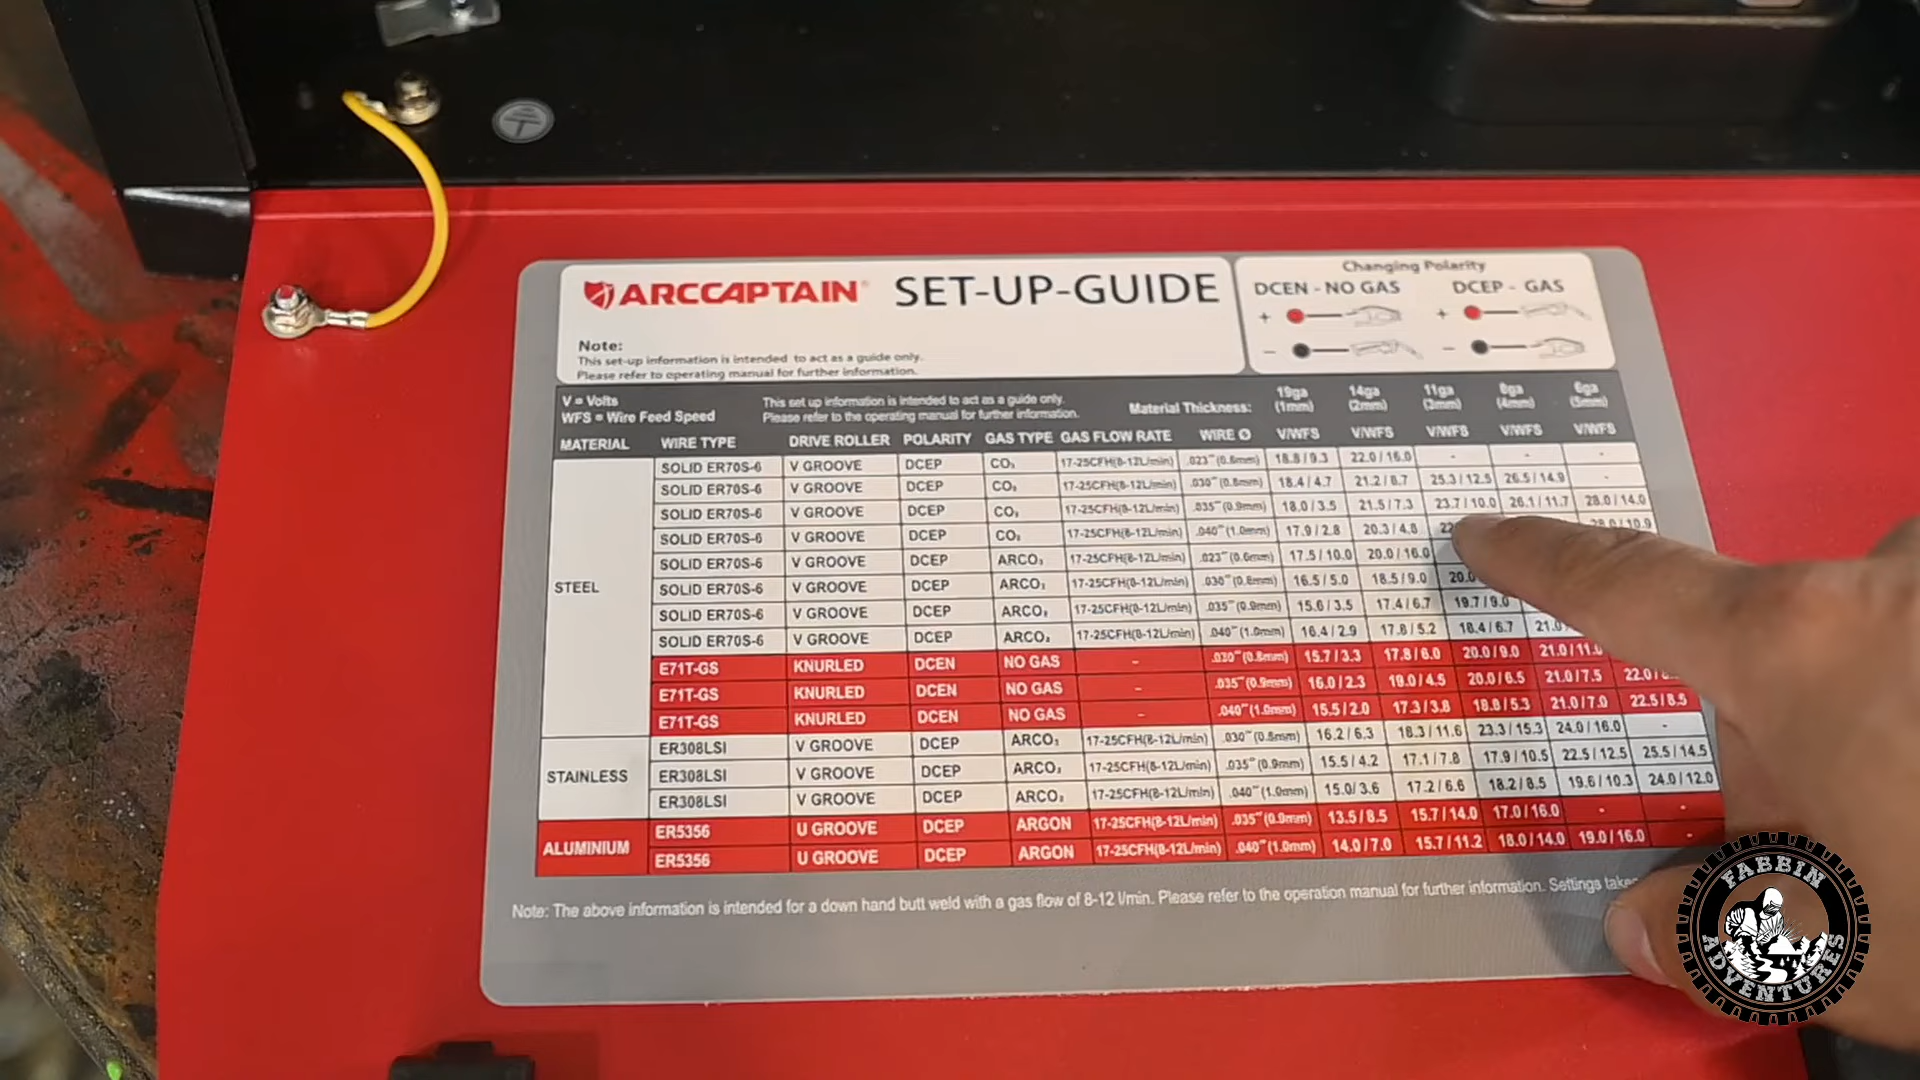 ARCCAPTAIN® SET-UP-GUIDE
Note:
This set-up information is intended to act as a guide only.
Please refer to operating manual for further information.
Changing Polarity
DCEN - NO GAS DCEP - GAS
+ +
- -
V = Volts
WFS = Wire Feed Speed
This set up information is intended to act as a guide only.
Please refer to the operating manual for further information.
Material Thickness: 19ga (1mm) 14ga (2mm) 11ga (3mm) 8ga (4mm) 6ga (5mm)
MATERIAL WIRE TYPE DRIVE ROLLER POLARITY GAS TYPE GAS FLOW RATE WIRE Ø V/WFS V/WFS V/WFS V/WFS V/WFS
STEEL
SOLID ER70S-6 V GROOVE DCEP CO₂ 17-25CFH(8-12L/min) .023"(0.6mm) 18.8/9.3 22.0/16.0 - - -
SOLID ER70S-6 V GROOVE DCEP CO₂ 17-25CFH(8-12L/min) .030"(0.8mm) 18.4/4.7 21.2/8.7 25.3/12.5 26.5/14.9 -
SOLID ER70S-6 V GROOVE DCEP CO₂ 17-25CFH(8-12L/min) .035"(0.9mm) 18.0/3.5 21.5/7.3 23.7/10.0 26.1/11.7 28.0/14.0
SOLID ER70S-6 V GROOVE DCEP CO₂ 17-25CFH(8-12L/min) .040"(1.0mm) 17.9/2.8 20.3/4.8 28.0/10.9
SOLID ER70S-6 V GROOVE DCEP ARCO₂ 17-25CFH(8-12L/min) .023"(0.6mm) 17.5/10.0 20.0/16.0
SOLID ER70S-6 V GROOVE DCEP ARCO₂ 17-25CFH(8-12L/min) .030"(0.8mm) 16.5/5.0 18.5/9.0 20.0
SOLID ER70S-6 V GROOVE DCEP ARCO₂ 17-25CFH(8-12L/min) .035"(0.9mm) 15.6/3.5 17.4/6.7 19.7/9.0
SOLID ER70S-6 V GROOVE DCEP ARCO₂ 17-25CFH(8-12L/min) .040"(1.0mm) 16.4/2.9 17.8/5.2 18.4/6.7 21.0
E71T-GS KNURLED DCEN NO GAS - .030"(0.8mm) 15.7/3.3 17.8/6.0 20.0/9.0 21.0/11.0
E71T-GS KNURLED DCEN NO GAS - .035"(0.9mm) 16.0/2.3 19.0/4.5 20.0/6.5 21.0/7.5 22.0/
E71T-GS KNURLED DCEN NO GAS - .040"(1.0mm) 15.5/2.0 17.3/3.8 18.8/5.3 21.0/7.0 22.5/8.5
STAINLESS
ER308LSI V GROOVE DCEP ARCO₂ 17-25CFH(8-12L/min) .030"(0.8mm) 16.2/6.3 18.3/11.6 23.3/15.3 24.0/16.0 -
ER308LSI V GROOVE DCEP ARCO₂ 17-25CFH(8-12L/min) .035"(0.9mm) 15.5/4.2 17.1/7.8 17.9/10.5 22.5/12.5 25.5/14.5
ER308LSI V GROOVE DCEP ARCO₂ 17-25CFH(8-12L/min) .040"(1.0mm) 15.0/3.6 17.2/6.6 18.2/8.5 19.6/10.3 24.0/12.0
ALUMINIUM
ER5356 U GROOVE DCEP ARGON 17-25CFH(8-12L/min) .035"(0.9mm) 13.5/8.5 15.7/14.0 17.0/16.0 - -
ER5356 U GROOVE DCEP ARGON 17-25CFH(8-12L/min) .040"(1.0mm) 14.0/7.0 15.7/11.2 18.0/14.0 19.0/16.0 -
Note: The above information is intended for a down hand butt weld with a gas flow of 8-12 l/min. Please refer to the operation manual for further information. Settings
FABBIN
ADVENTURES